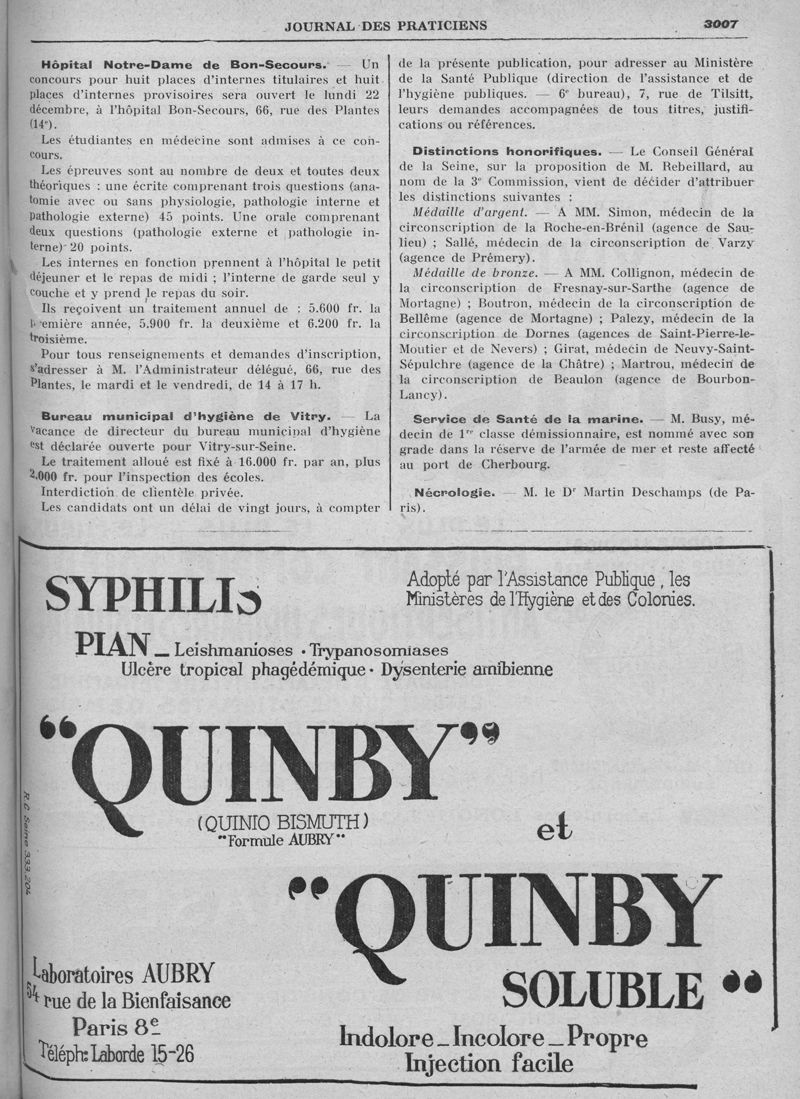 JOURNAL DES PRATICIENS
3007
Hôpital Notre-Dame de Bon-Secours. — Un
concours pour huit places d'internes titulaires et huit
places d'internes provisoires sera ouvert le lundi 22
décembre, à l'hôpital Bon-Secours, 66, rue des Plantes
(14e).
Les étudiantes en médecine sont admises à ce con-
cours.
Les épreuves sont au nombre de deux et toutes deux
théoriques : une écrite comprenant trois questions (ana-
tomie avec ou sans physiologie, pathologie interne et
pathologie externe) 45 points. Une orale comprenant
deux questions (pathologie externe et pathologie in-
terne) 20 points.
Les internes en fonction prennent à l'hôpital le petit
déjeuner et le repas de midi ; l'interne de garde seul y
couche et y prend le repas du soir.
Ils reçoivent un traitement annuel de : 5.600 fr. la
première année, 5.900 fr. la deuxième et 6.200 fr. la
troisième.
Pour tous renseignements et demandes d'inscription,
s'adresser à M. l'Administrateur délégué, 66, rue des
Plantes, le mardi et le vendredi, de 14 à 17 h.
Bureau municipal d'hygiène de Vitry. — La
vacance de directeur du bureau municipal d'hygiène
est déclarée ouverte pour Vitry-sur-Seine.
Le traitement alloué est fixé à 16.000 fr. par an, plus
2.000 fr. pour l'inspection des écoles.
Interdiction de clientèle privée.
Les candidats ont un délai de vingt jours, à compter
de la présente publication, pour adresser au Ministère
de la Santé Publique (direction de l'assistance et de
l'hygiène publiques. — 6e bureau), 7, rue de Tilsitt,
leurs demandes accompagnées de tous titres, justifi-
cations ou références.
Distinctions honorifiques. — Le Conseil Général
de la Seine, sur la proposition de M. Rebeillard, au
nom de la 3e Commission, vient de décider d'attribuer
les distinctions suivantes :
Médaille d'argent. — A MM. Simon, médecin de la
circonscription de la Roche-en-Brénil (agence de Sau-
lieu) ; Sallé, médecin de la circonscription de Varzy
(agence de Prémery).
Médaille de bronze. — A MM. Collignon, médecin de
la circonscription de Fresnay-sur-Sarthe (agence de
Mortagne) ; Boutron, médecin de la circonscription de
Bellême (agence de Mortagne) ; Palezy, médecin de la
circonscription de Dornes (agences de Saint-Pierre-le-
Moutier et de Nevers) ; Girat, médecin de Neuvy-Saint-
Sépulchre (agence de la Châtre) ; Martrou, médecin de
la circonscription de Beaulon (agence de Bourbon-
Lancy).
Service de Santé de la marine. — M. Busy, mé-
decin de 1re classe démissionnaire, est nommé avec son
grade dans la réserve de l'armée de mer et reste affecté
au port de Cherbourg.
Nécrologie. — M. le Dr Martin Deschamps (de Pa-
ris).
SYPHILIS
Adopté par l'Assistance Publique, les
Ministères de l'Hygiène et des Colonies.
PIAN _ Leishmanioses • Trypanosomiases
Ulcère tropical phagédémique • Dysenterie amibienne
"QUINBY"
(QUINIO BISMUTH)
"Formule AUBRY"
et
"QUINBY
SOLUBLE"
Laboratoires AUBRY
54 rue de la Bienfaisance
Paris 8e
Téléph: Laborde 15-26
Indolore _ Incolore _ Propre
Injection facile
R C Seine 333.204